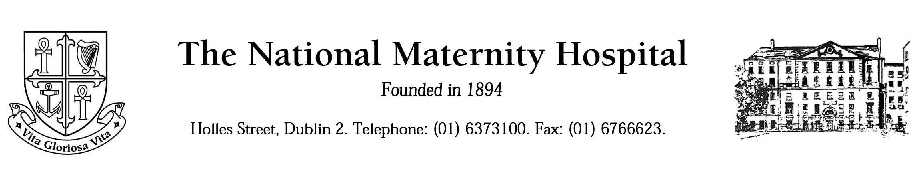 The National Maternity Hospital
Founded in 1894
Holles Street, Dublin 2. Telephone: (01) 6373100. Fax: (01) 6766623.
Vita Gloriosa Vita